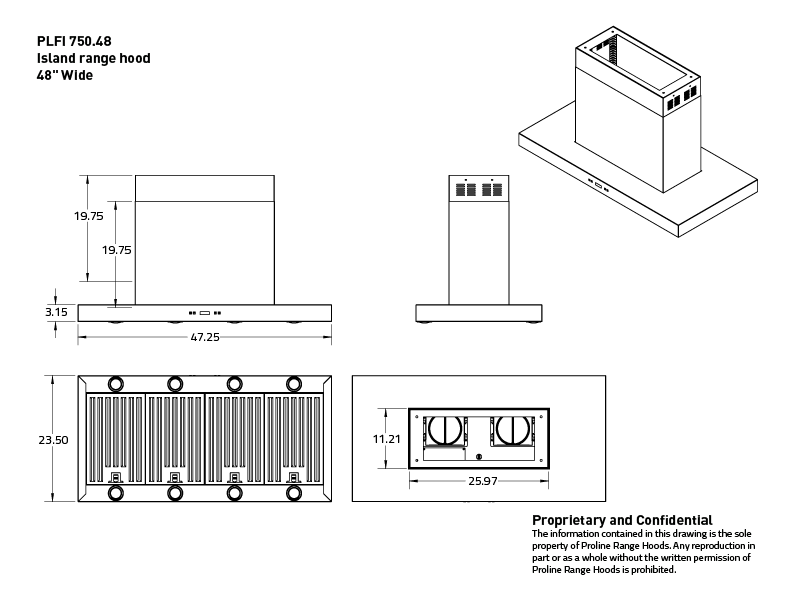 PLFI 750.48
Island range hood
48" Wide
19.75
19.75
3.15
47.25
23.50
11.21
25.97
Proprietary and Confidential
The information contained in this drawing is the sole
property of Proline Range Hoods. Any reproduction in
part or as a whole without the written permission of
Proline Range Hoods is prohibited.